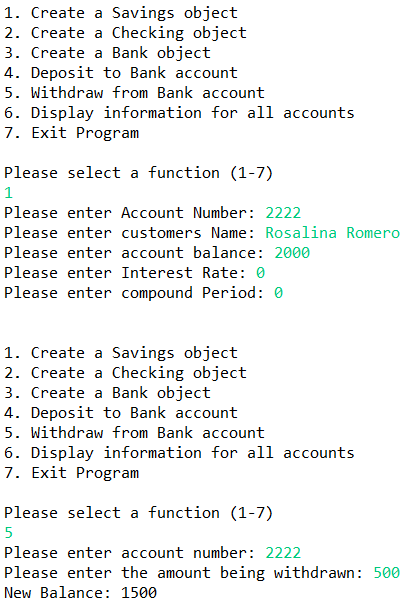 1. Create a Savings object
2. Create a Checking object
3. Create a Bank object
4. Deposit to Bank account
5. Withdraw from Bank account
6. Display information for all accounts
7. Exit Program
Please select a function (1-7)
1
Please enter Account Number: 2222
Please enter customers Name: Rosalina Romero
Please enter account balance: 2000
Please enter Interest Rate: 0
Please enter compound Period: 0
1. Create a Savings object
2. Create a Checking object
3. Create a Bank object
4. Deposit to Bank account
5. Withdraw from Bank account
6. Display information for all accounts
7. Exit Program
Please select a function (1-7)
5
Please enter account number: 2222
Please enter the amount being withdrawn: 500
New Balance: 1500